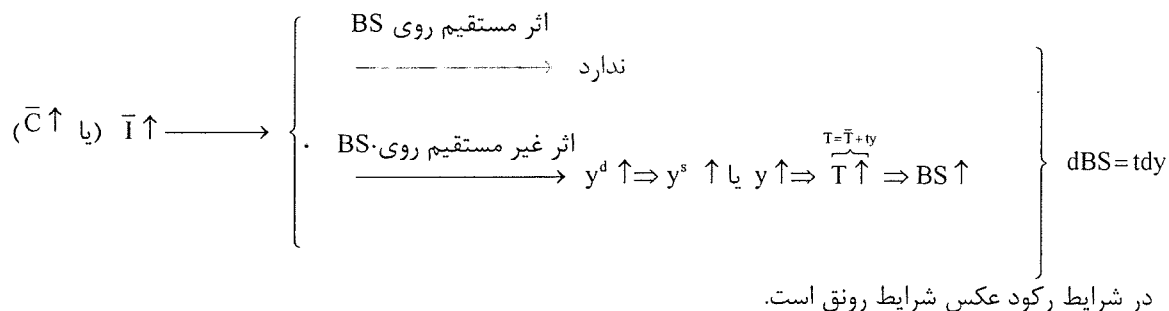 اثر مستقیم روی BS
ندارد
(یا C̄↑) Ī↑
اثر غیر مستقیم روی BS
T=T̄+ty
y^d ↑⇒ y^s ↑ یا y ↑⇒ T↑ ⇒ BS↑
dBS=tdy
در شرایط رکود عکس شرایط رونق است.